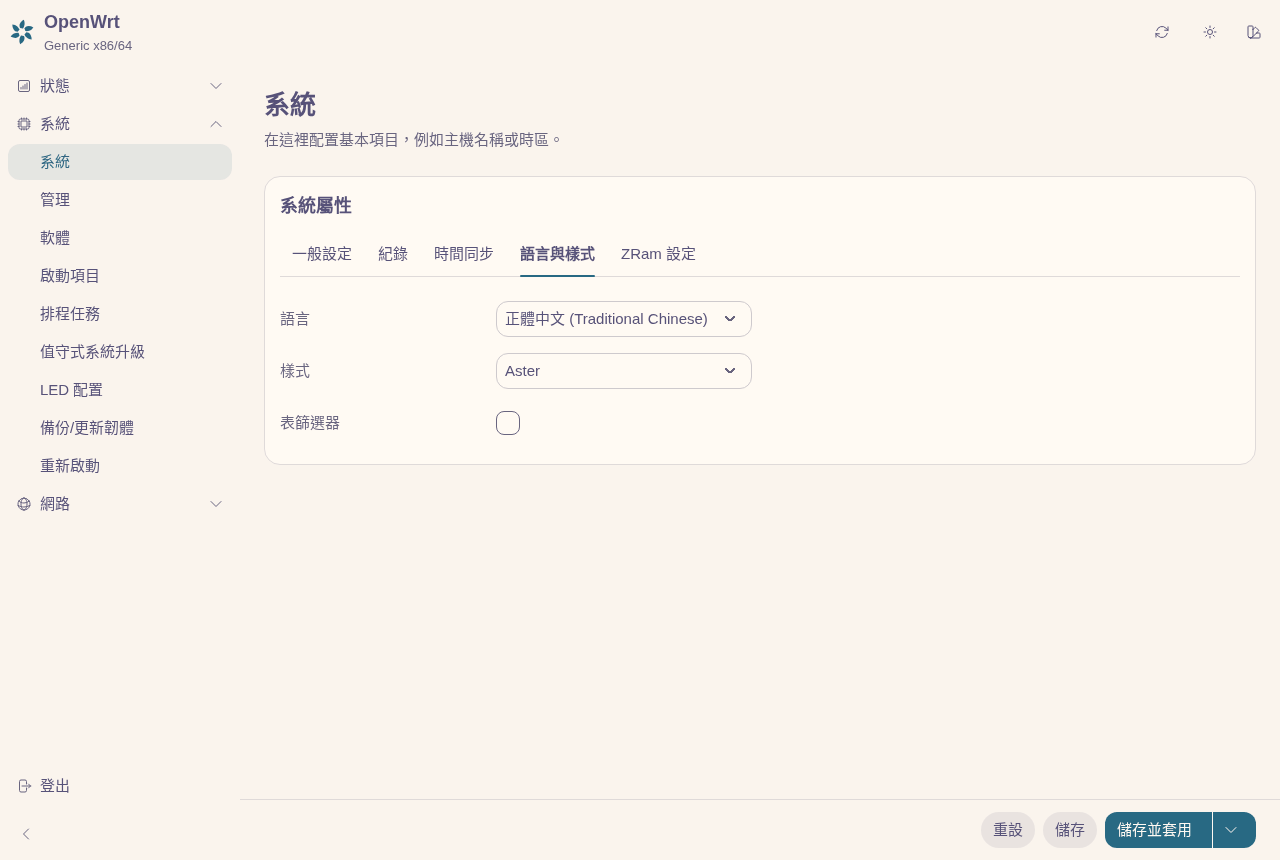 OpenWrt
Generic x86/64
狀態
系統
系統
管理
軟體
啟動項目
排程任務
值守式系統升級
LED 配置
備份/更新韌體
重新啟動
網路
登出
系統
在這裡配置基本項目，例如主機名稱或時區。
系統屬性
一般設定 紀錄 時間同步 語言與樣式 ZRam 設定
語言 正體中文 (Traditional Chinese)
樣式 Aster
表篩選器
重設 儲存 儲存並套用